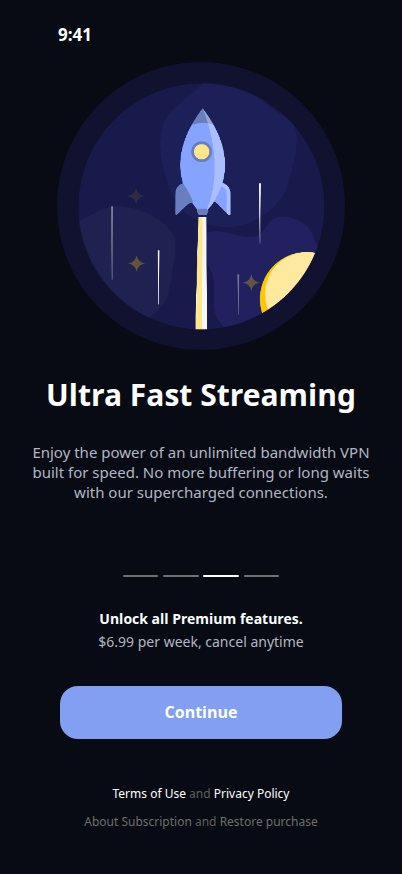 9:41
Ultra Fast Streaming
Enjoy the power of an unlimited bandwidth VPN
built for speed. No more buffering or long waits
with our supercharged connections.
Unlock all Premium features.
$6.99 per week, cancel anytime
Continue
Terms of Use and Privacy Policy
About Subscription and Restore purchase